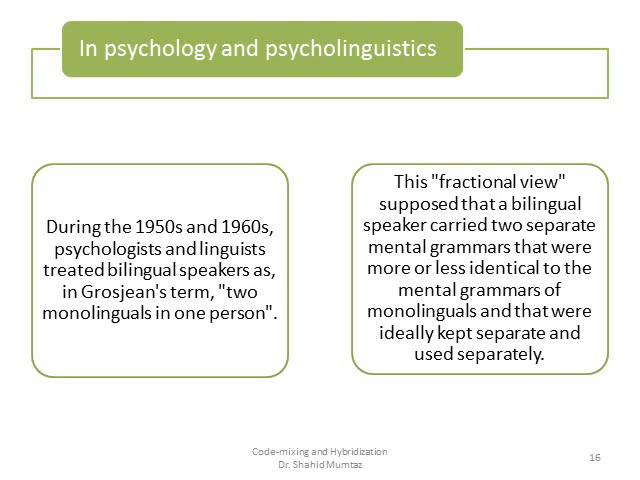 In psychology and psycholinguistics
During the 1950s and 1960s,
psychologists and linguists
treated bilingual speakers as,
in Grosjean's term, "two
monolinguals in one person".
This "fractional view"
supposed that a bilingual
speaker carried two separate
mental grammars that were
more or less identical to the
mental grammars of
monolinguals and that were
ideally kept separate and
used separately.
Code-mixing and Hybridization
Dr. Shahid Mumtaz
16